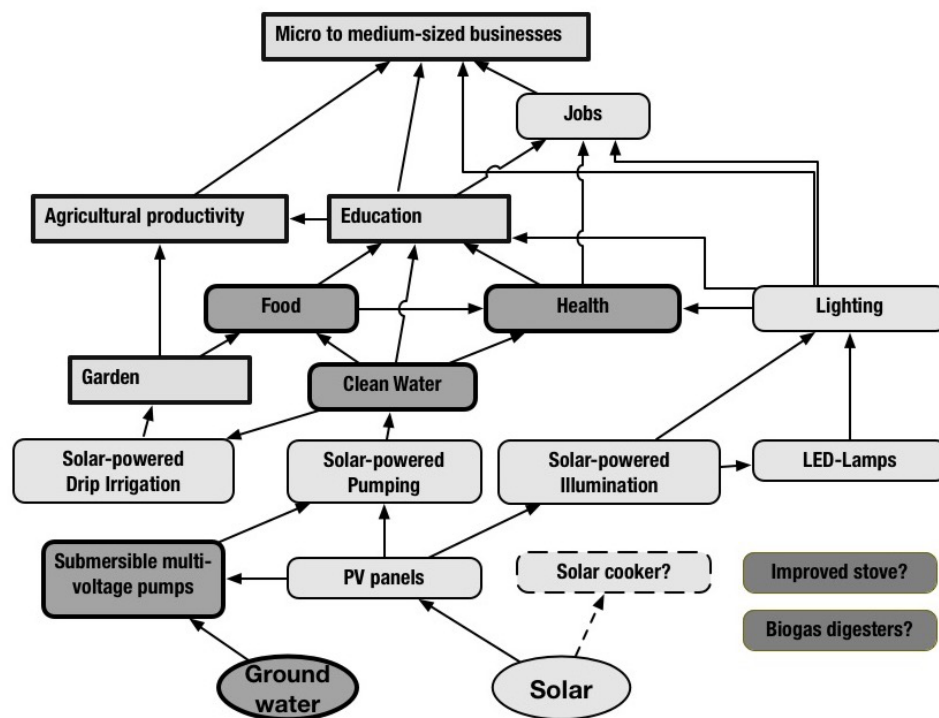 Micro to medium-sized businesses
Jobs
Agricultural productivity
Education
Food
Health
Lighting
Garden
Clean Water
Solar-powered
Drip Irrigation
Solar-powered
Pumping
Solar-powered
Illumination
LED-Lamps
Submersible multi-
voltage pumps
PV panels
Solar cooker?
Improved stove?
Biogas digesters?
Ground
water
Solar